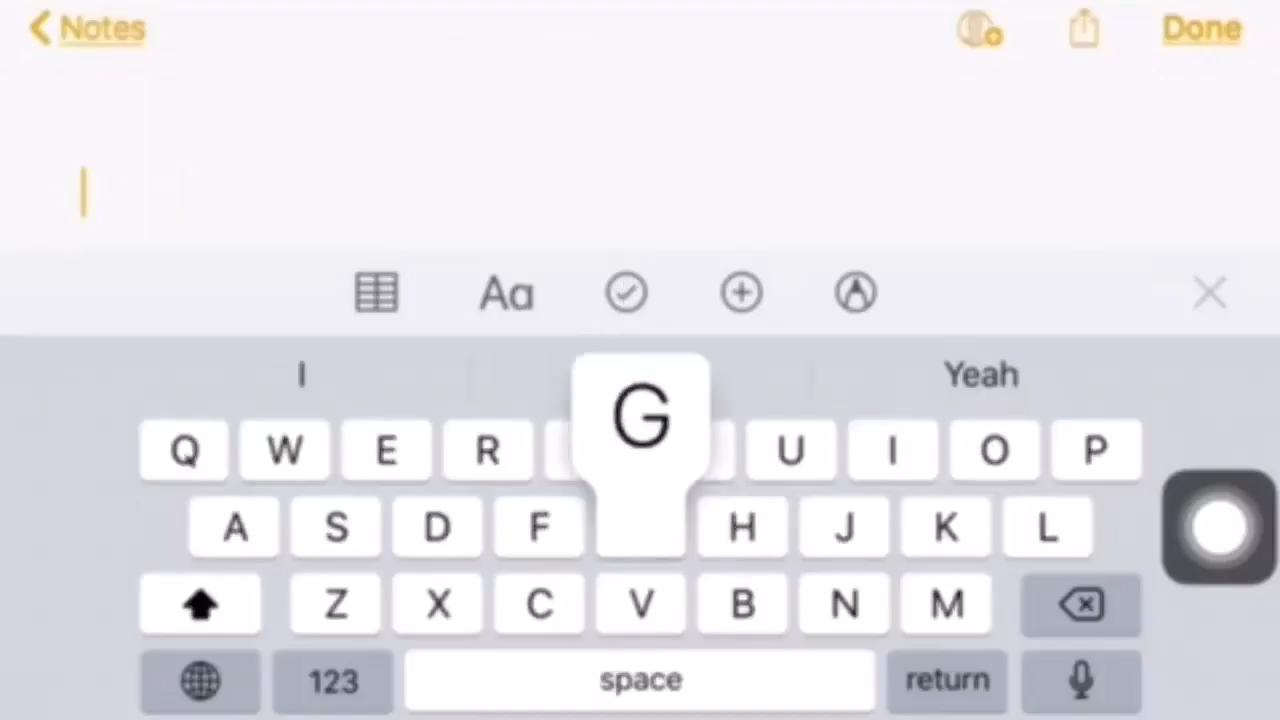 Notes Done
Aa
I Yeah
G
Q W E R U I O P
A S D F H J K L
Z X C V B N M
123 space return